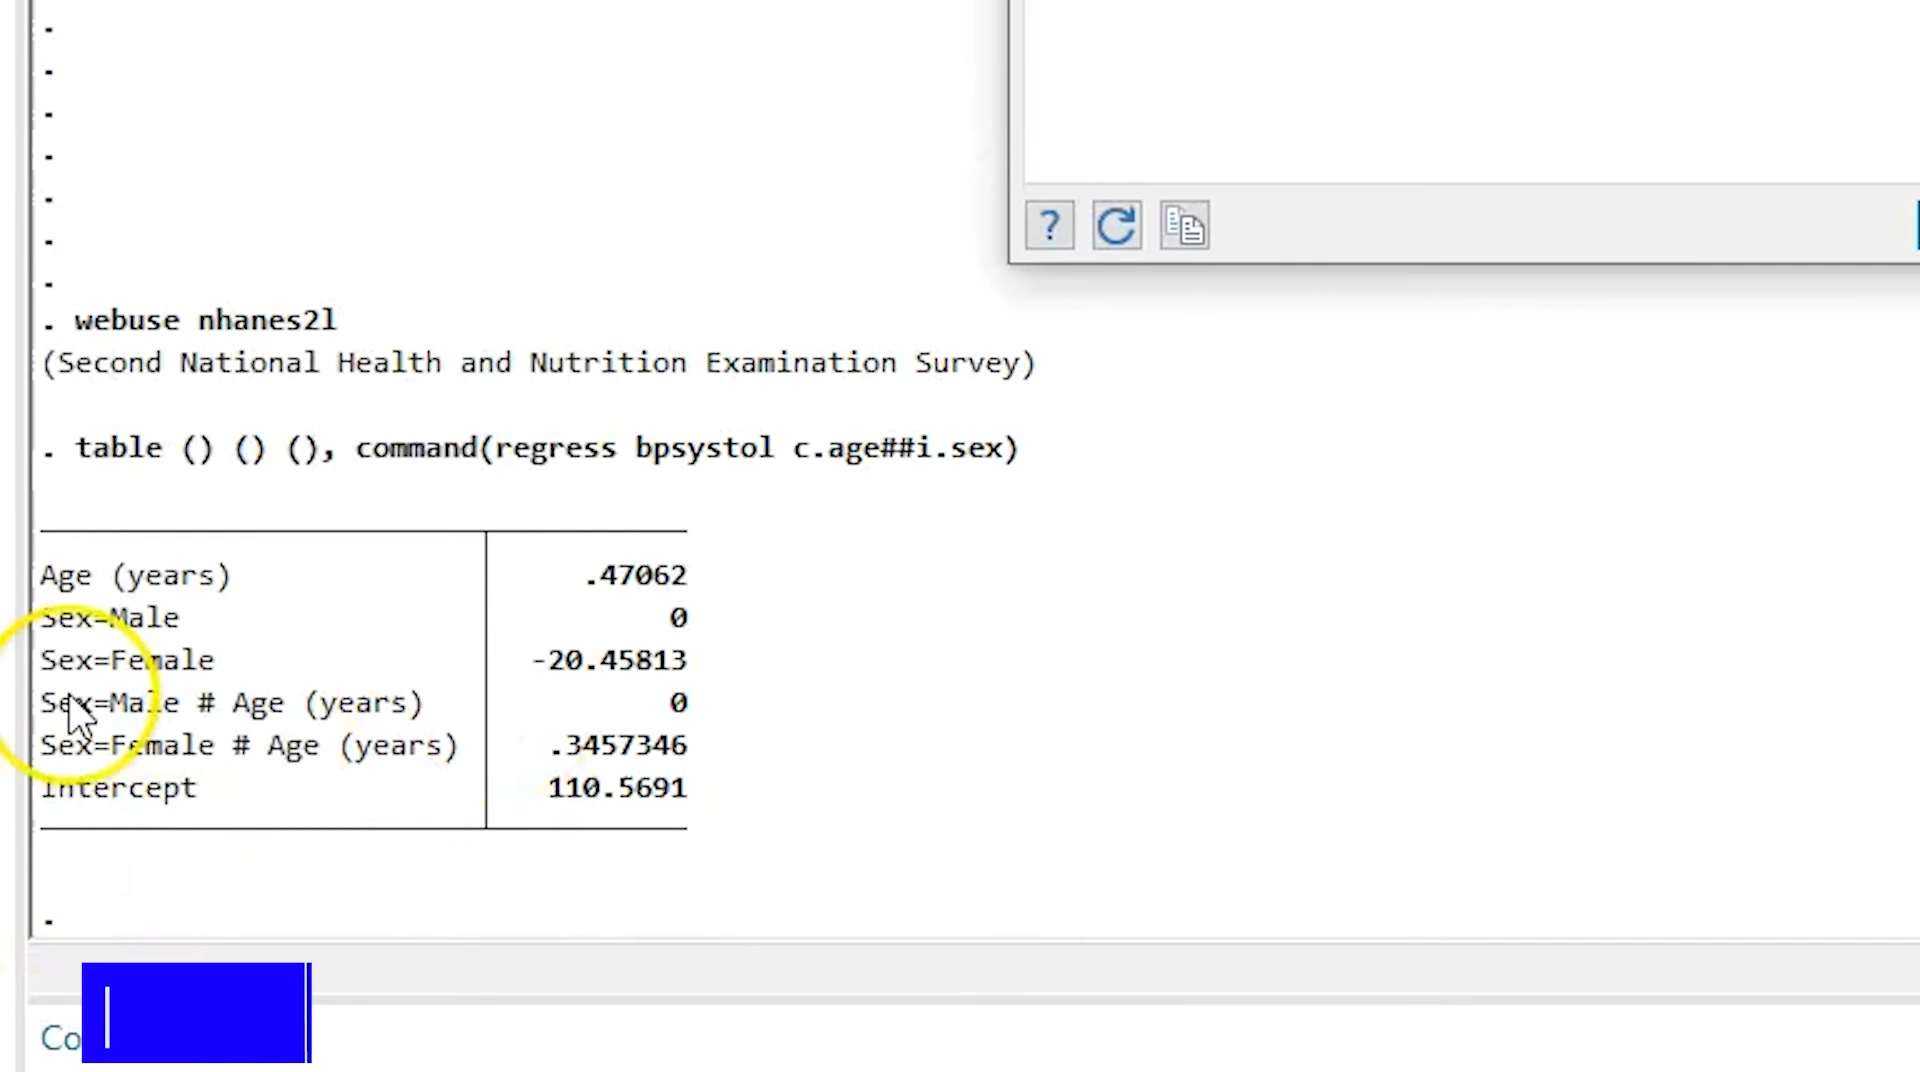 .
.
.
.
.
.
.
. webuse nhanes2l
(Second National Health and Nutrition Examination Survey)
. table () () (), command(regress bpsystol c.age##i.sex)
Age (years) .47062
Sex=Male 0
Sex=Female -20.45813
Sex=Male # Age (years) 0
Sex=Female # Age (years) .3457346
Intercept 110.5691
.
?
Co